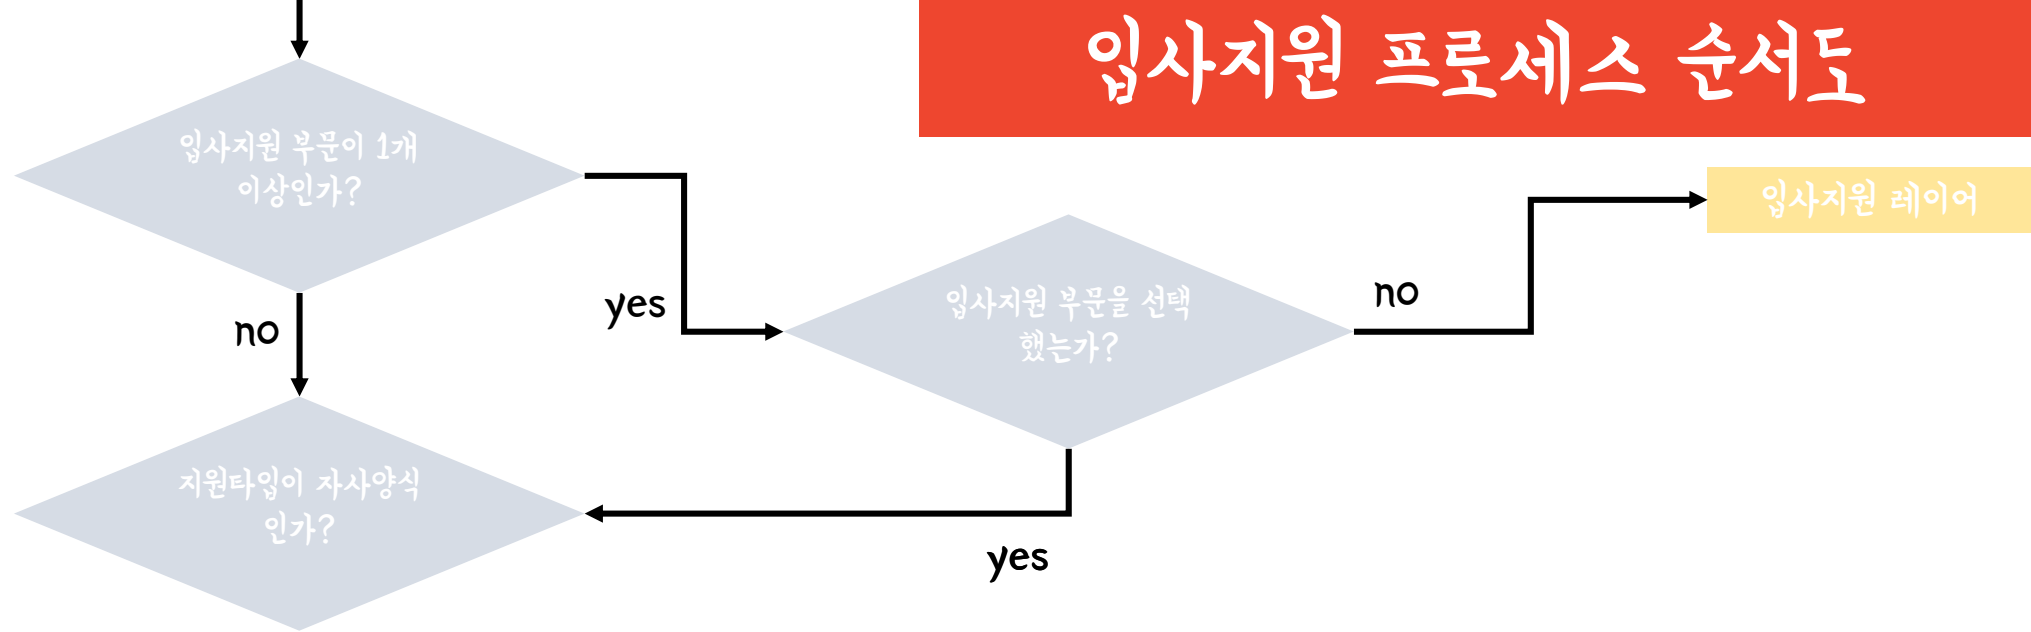 입사지원 프로세스 순서도
입사지원 부문이 1개
이상인가?
입사지원 레이어
yes
no
입사지원 부문을 선택
했는가?
no
지원타입이 자사양식
인가?
yes